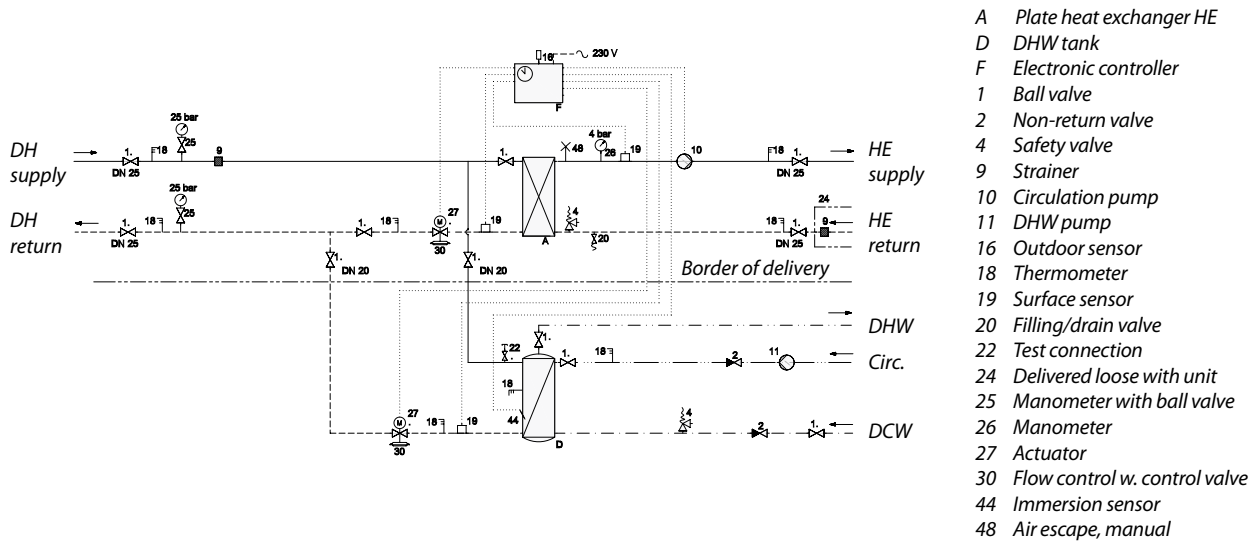 16
230 V
F
25 bar
25
1.
DN 25
18
9
DH
supply
1.
48
4 bar
26
19
10
18
1.
DN 25
HE
supply
25 bar
25
DH
return
1.
DN 25
18
1.
18
27
M
30
19
A
4
20
18
1.
DN 25
24
9
HE
return
1.
DN 20
1.
DN 20
Border of delivery
DHW
1.
22
1.
18
2
11
Circ.
18
44
27
M
30
18
19
D
4
2
1.
DCW
A Plate heat exchanger HE
D DHW tank
F Electronic controller
1 Ball valve
2 Non-return valve
4 Safety valve
9 Strainer
10 Circulation pump
11 DHW pump
16 Outdoor sensor
18 Thermometer
19 Surface sensor
20 Filling/drain valve
22 Test connection
24 Delivered loose with unit
25 Manometer with ball valve
26 Manometer
27 Actuator
30 Flow control w. control valve
44 Immersion sensor
48 Air escape, manual